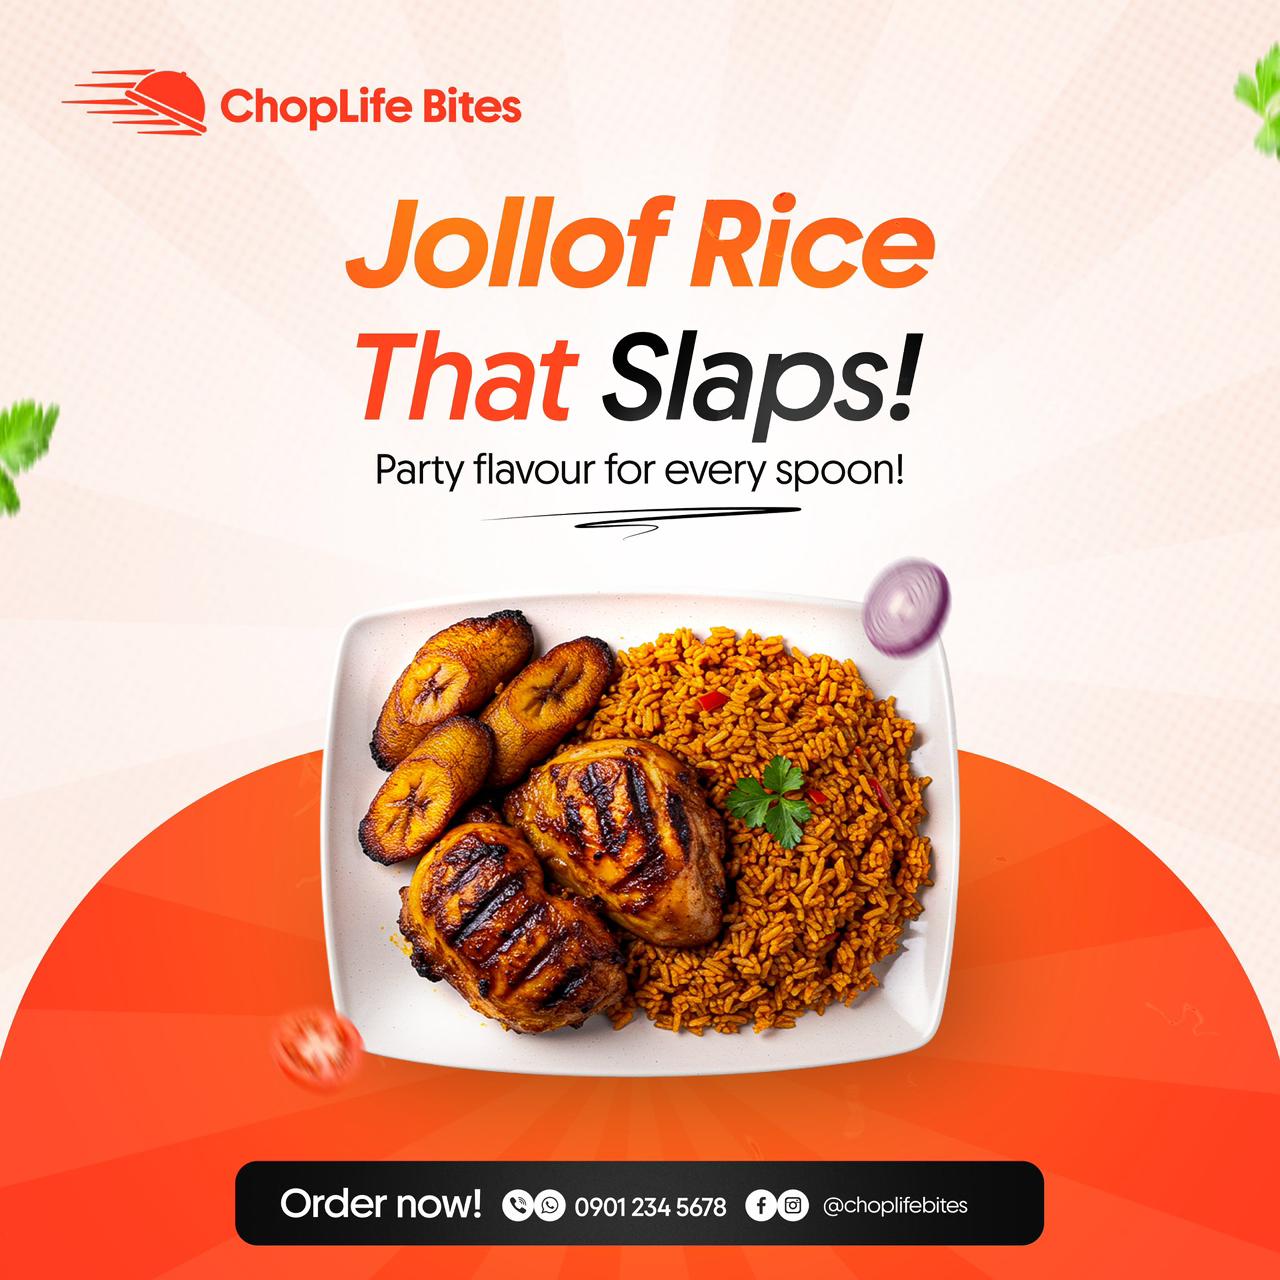 ChopLife Bites
Jollof Rice
That Slaps!
Party flavour for every spoon!
Order now! 0901 234 5678 @choplifebites